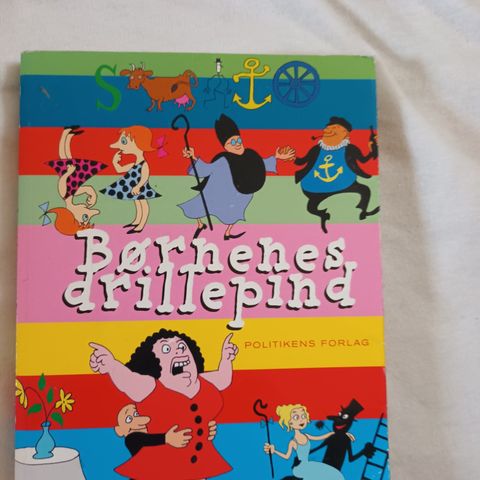 S
Børnenes
drillepind
POLITIKENS FORLAG